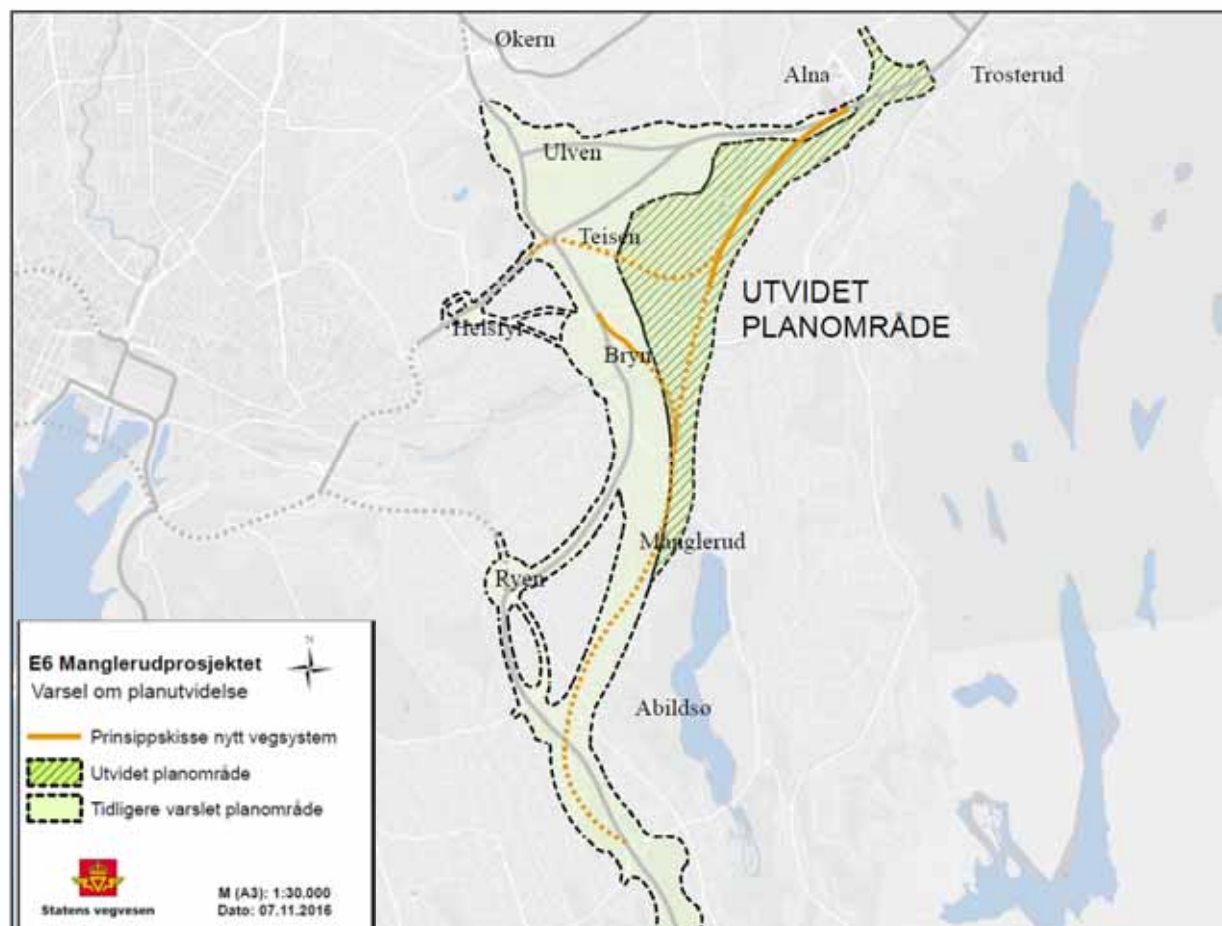 Økern
Alna
Trosterud
Ulven
Teisen
UTVIDET
PLANOMRÅDE
Helsfyr
Bryn
Manglerud
Ryen
Abildsø
N
E6 Manglerudprosjektet
Varsel om planutvidelse
Prinsippskisse nytt vegsystem
Utvidet planområde
Tidligere varslet planområde
Statens vegvesen
M (A3): 1:30.000
Dato: 07.11.2016